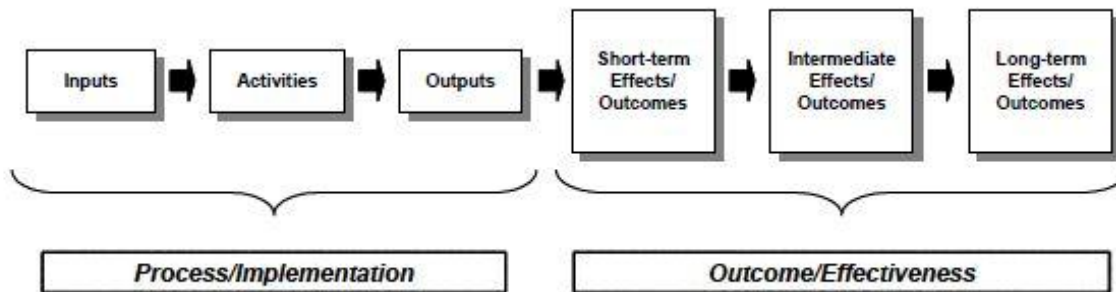 Inputs
Activities
Outputs
Short-term
Effects/
Outcomes
Intermediate
Effects/
Outcomes
Long-term
Effects/
Outcomes
Process/Implementation
Outcome/Effectiveness